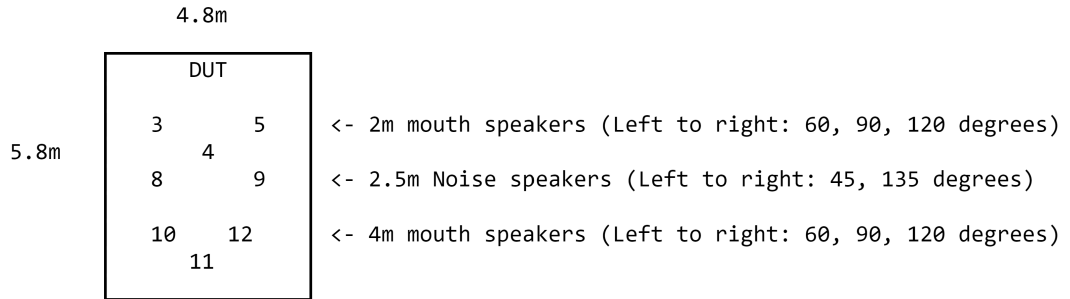 4.8m
DUT
3 5 <- 2m mouth speakers (Left to right: 60, 90, 120 degrees)
5.8m 4
8 9 <- 2.5m Noise speakers (Left to right: 45, 135 degrees)
10 12 <- 4m mouth speakers (Left to right: 60, 90, 120 degrees)
11